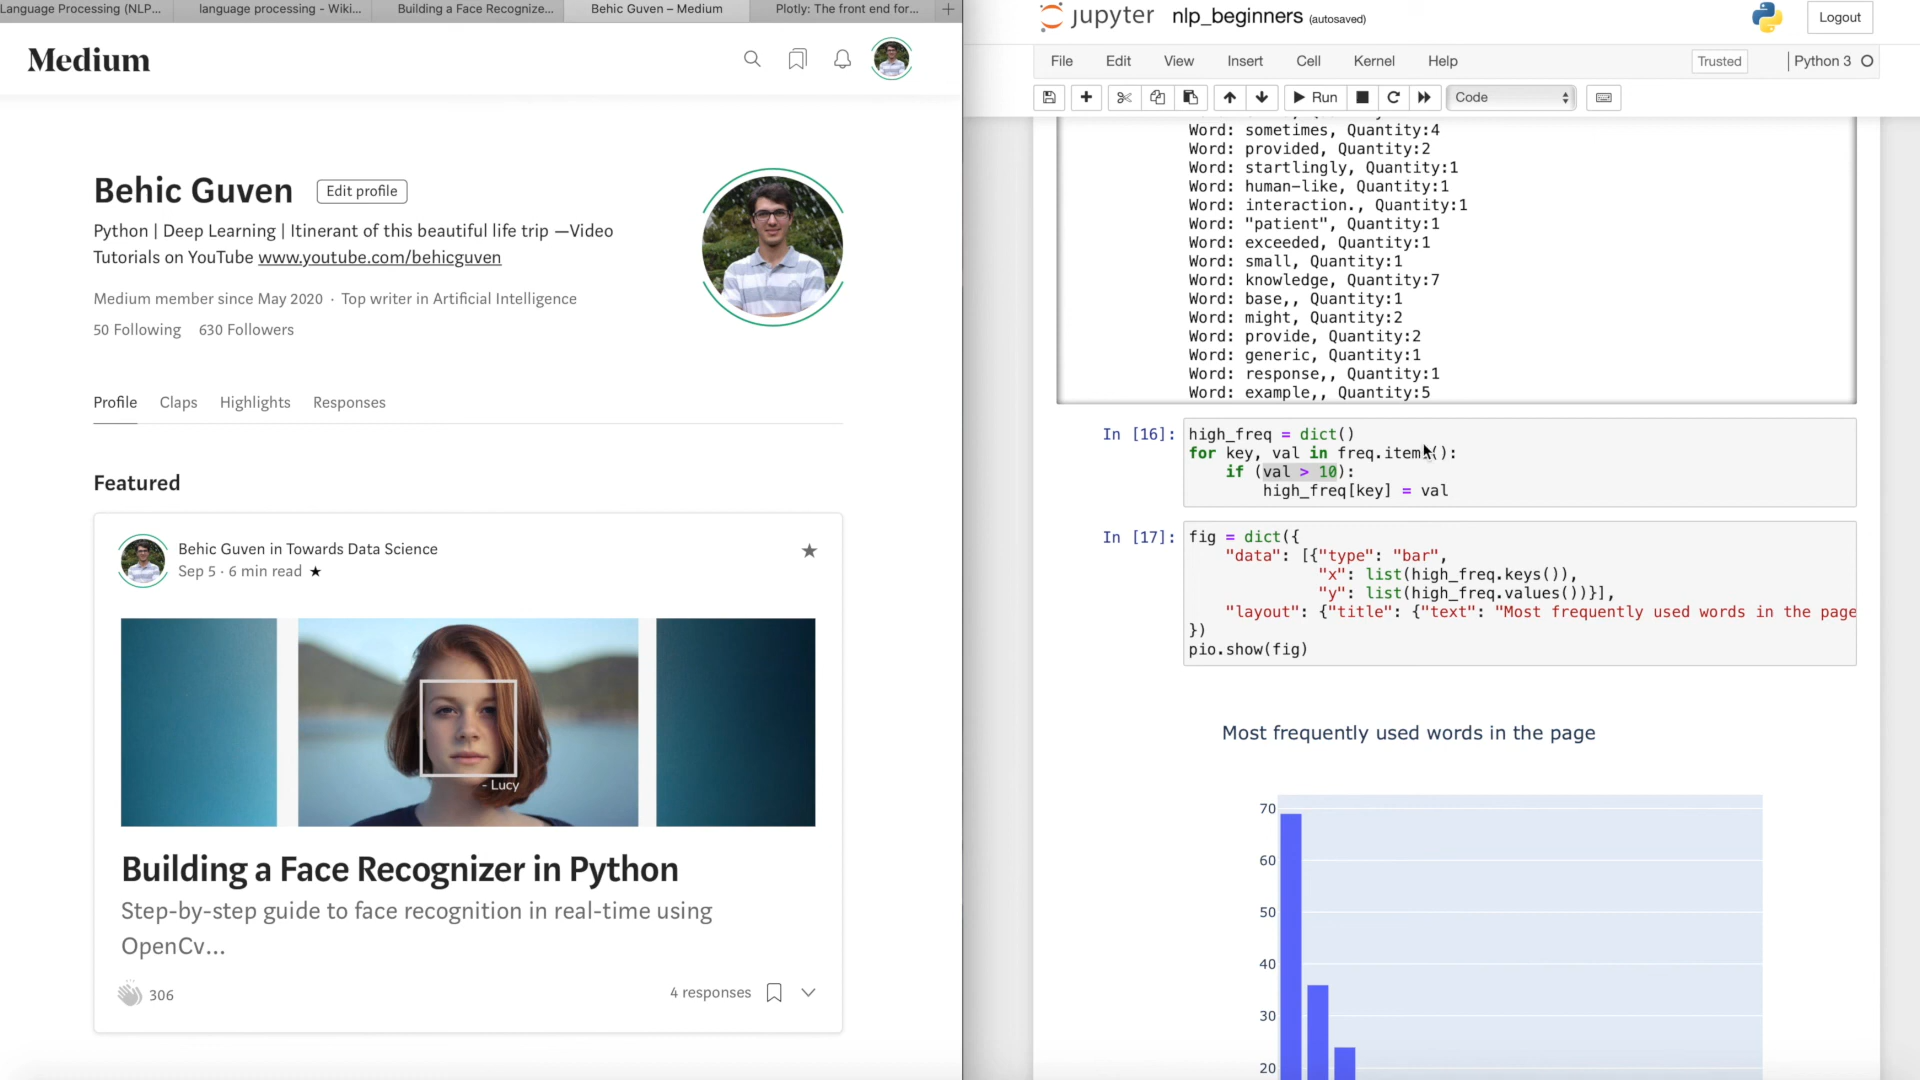 Language Processing (NLP...
language processing - Wiki...
Building a Face Recognize...
Behic Guven – Medium
Plotly: The front end for...
Medium
Behic Guven
Edit profile
Python | Deep Learning | Itinerant of this beautiful life trip —Video
Tutorials on YouTube www.youtube.com/behicguven
Medium member since May 2020 · Top writer in Artificial Intelligence
50 Following 630 Followers
Profile Claps Highlights Responses
Featured
Behic Guven in Towards Data Science
Sep 5 · 6 min read ★
- Lucy
Building a Face Recognizer in Python
Step-by-step guide to face recognition in real-time using
OpenCv...
306
4 responses
jupyter nlp_beginners (autosaved)
Logout
File Edit View Insert Cell Kernel Help
Trusted
Python 3
Run
Code
Word: sometimes, Quantity:4
Word: provided, Quantity:2
Word: startlingly, Quantity:1
Word: human-like, Quantity:1
Word: interaction., Quantity:1
Word: "patient", Quantity:1
Word: exceeded, Quantity:1
Word: small, Quantity:1
Word: knowledge, Quantity:7
Word: base,, Quantity:1
Word: might, Quantity:2
Word: provide, Quantity:2
Word: generic, Quantity:1
Word: response,, Quantity:1
Word: example,, Quantity:5
In [16]: high_freq = dict()
for key, val in freq.items():
if (val > 10):
high_freq[key] = val
In [17]: fig = dict({
"data": [{"type": "bar",
"x": list(high_freq.keys()),
"y": list(high_freq.values())}],
"layout": {"title": {"text": "Most frequently used words in the page
})
pio.show(fig)
Most frequently used words in the page
70
60
50
40
30
20